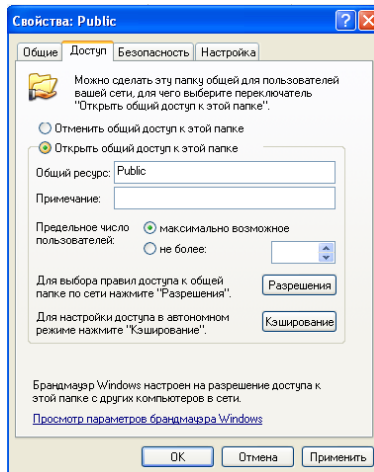 Свойства: Public
Общие Доступ Безопасность Настройка
Можно сделать эту папку общей для пользователей
вашей сети, для чего выберите переключатель
"Открыть общий доступ к этой папке".
Отменить общий доступ к этой папке
Открыть общий доступ к этой папке
Общий ресурс: Public
Примечание:
Предельное число
пользователей:
максимально возможное
не более:
Для выбора правил доступа к общей
папке по сети нажмите "Разрешения".
Разрешения
Для настройки доступа в автономном
режиме нажмите "Кэширование".
Кэширование
Брандмауэр Windows настроен на разрешение доступа к
этой папке с других компьютеров в сети.
Просмотр параметров брандмауэра Windows
OK Отмена Применить